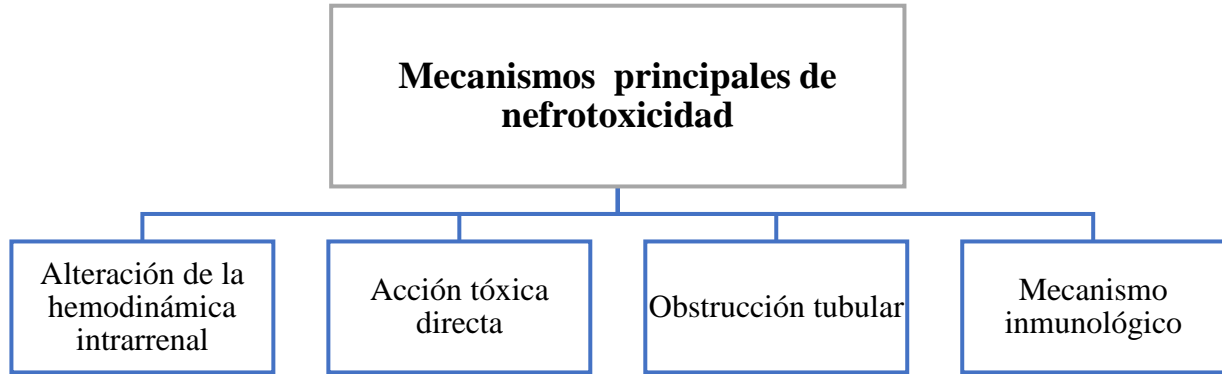 Mecanismos principales de
nefrotoxicidad
Alteración de la
hemodinámica
intrarrenal
Acción tóxica
directa
Obstrucción tubular
Mecanismo
inmunológico